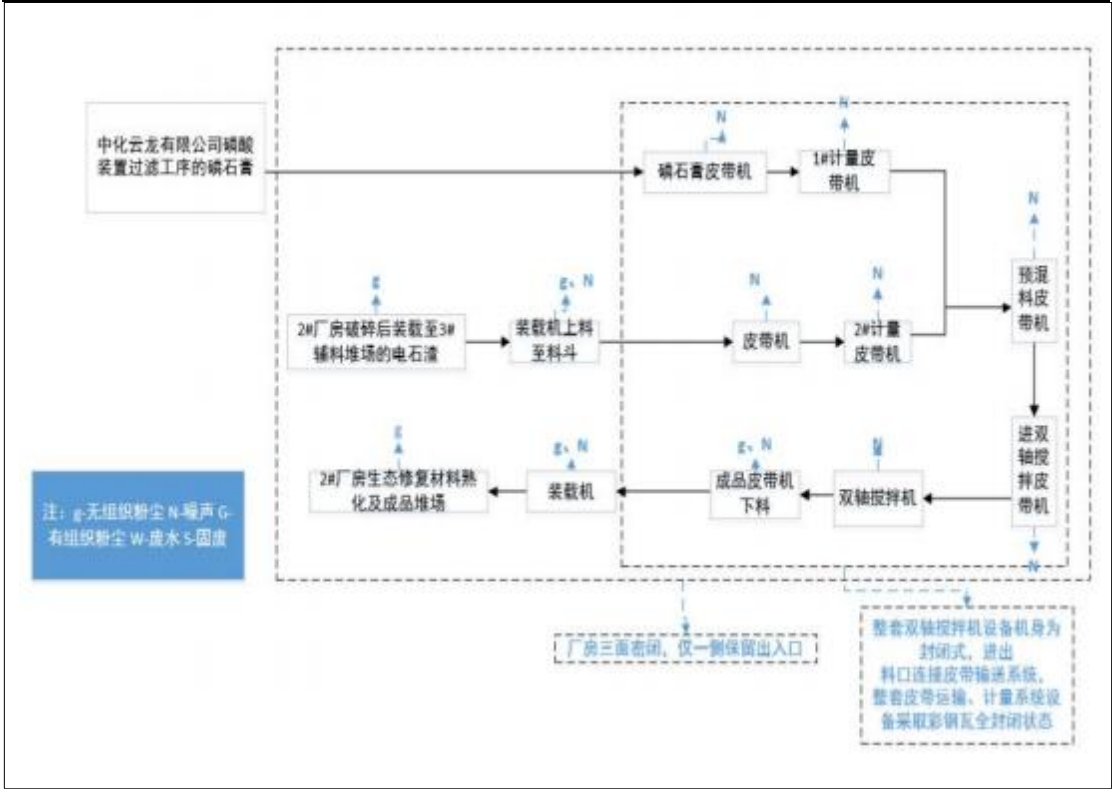 中化云龙有限公司磷酸
装置过滤工序的磷石膏
N
磷石膏皮带机
N
1#计量皮
带机
N
预混
料皮
带机
g
2#厂房破碎后装载至3#
辅料堆场的电石渣
g、N
装载机上料
至料斗
N
皮带机
N
2#计量
皮带机
进双
轴搅
拌皮
带机
N
N
双轴搅拌机
g、N
成品皮带机
下料
g、N
装载机
g
2#厂房生态修复材料熟
化及成品堆场
注：g-无组织粉尘 N-噪声 G-
有组织粉尘 W-废水 S-固废
厂房三面密闭，仅一侧保留出入口
整套双轴搅拌机设备机身为
封闭式，进出
料口连接皮带输送系统，
整套皮带运输、计量系统设
备采取彩钢瓦全封闭状态